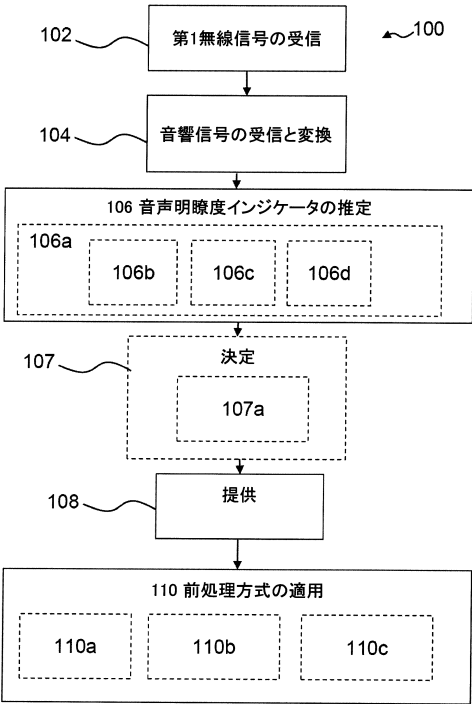 100
102
第1無線信号の受信
104
音響信号の受信と変換
106 音声明瞭度インジケータの推定
106a
106b 106c 106d
107
決定
107a
108
提供
110 前処理方式の適用
110a 110b 110c